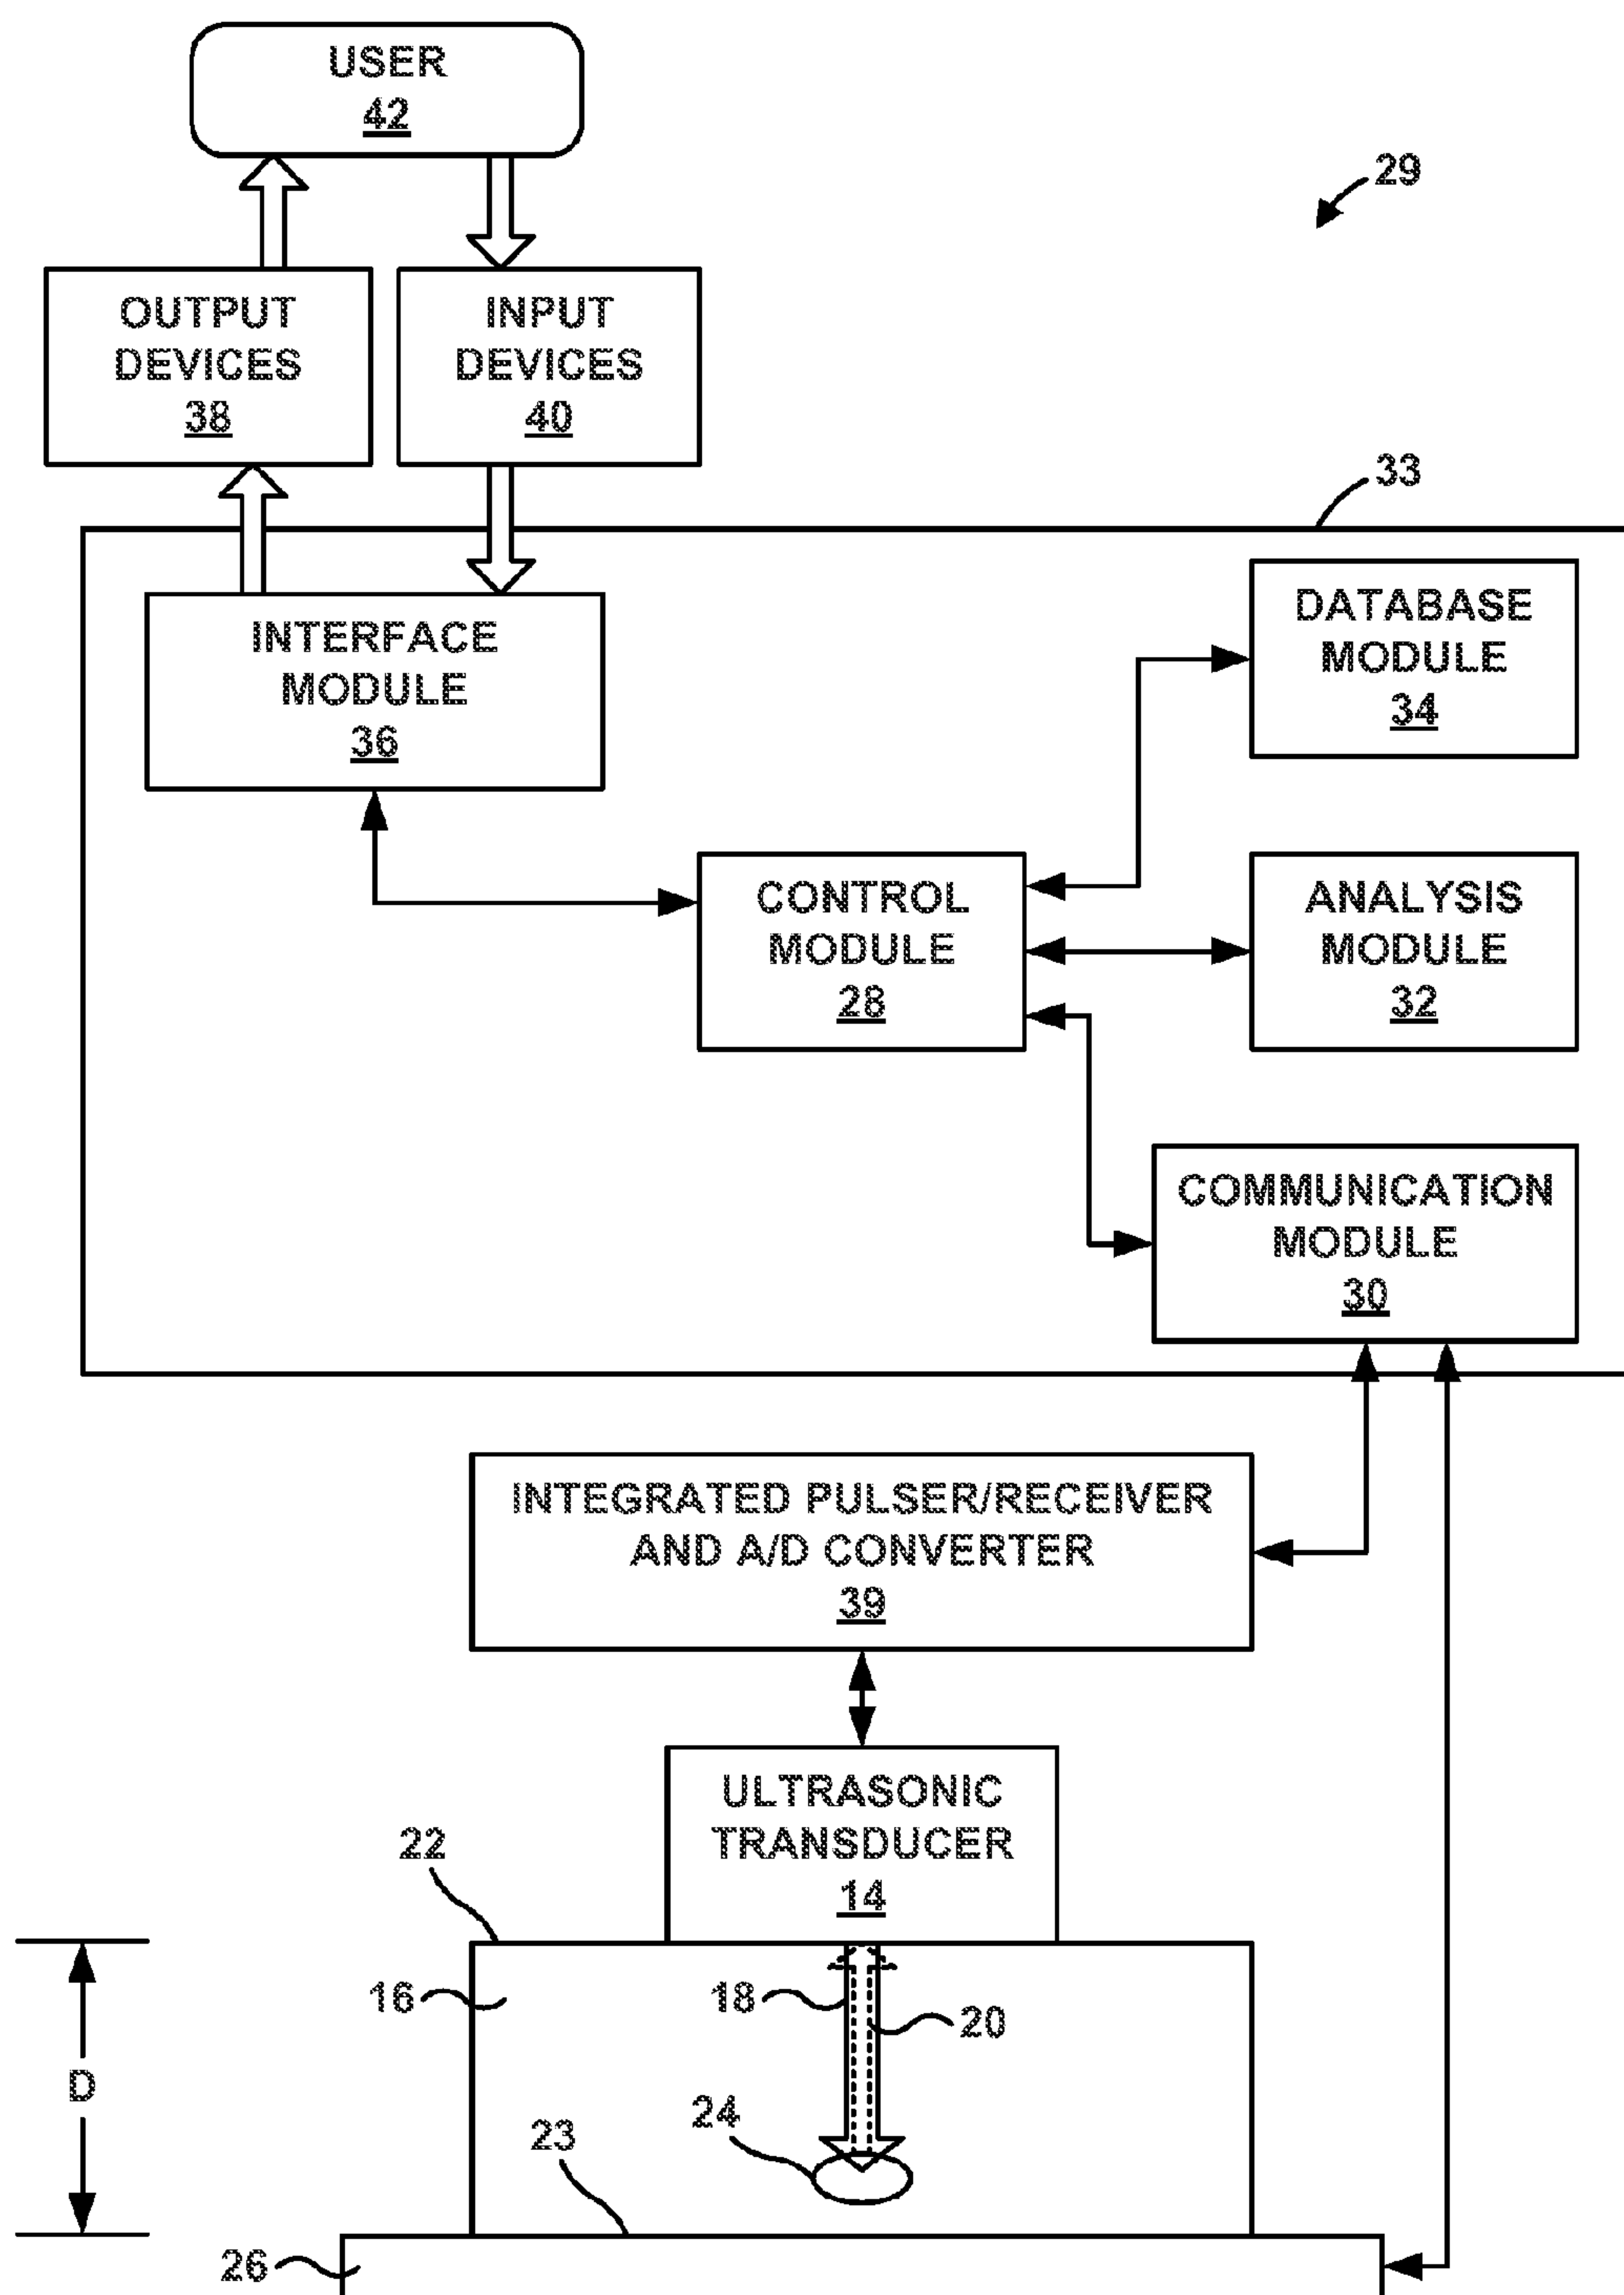 USER
42
29
OUTPUT
DEVICES
38
INPUT
DEVICES
40
33
INTERFACE
MODULE
36
DATABASE
MODULE
34
CONTROL
MODULE
28
ANALYSIS
MODULE
32
COMMUNICATION
MODULE
30
INTEGRATED PULSER/RECEIVER
AND A/D CONVERTER
39
ULTRASONIC
TRANSDUCER
14
22
16
18
20
D
24
23
26